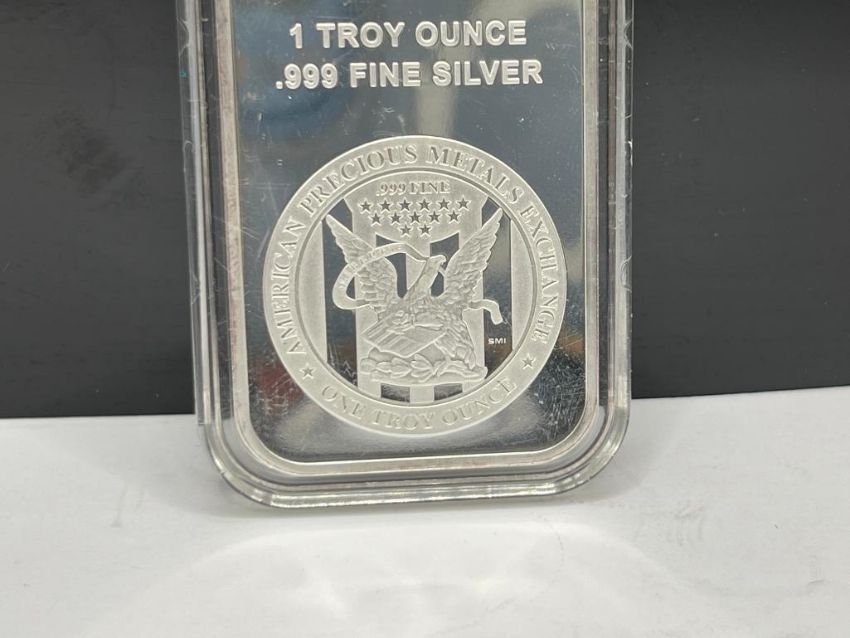 1 TROY OUNCE
.999 FINE SILVER
AMERICAN PRECIOUS METALS EXCHANGE
.999 FINE
SMI
ONE TROY OUNCE